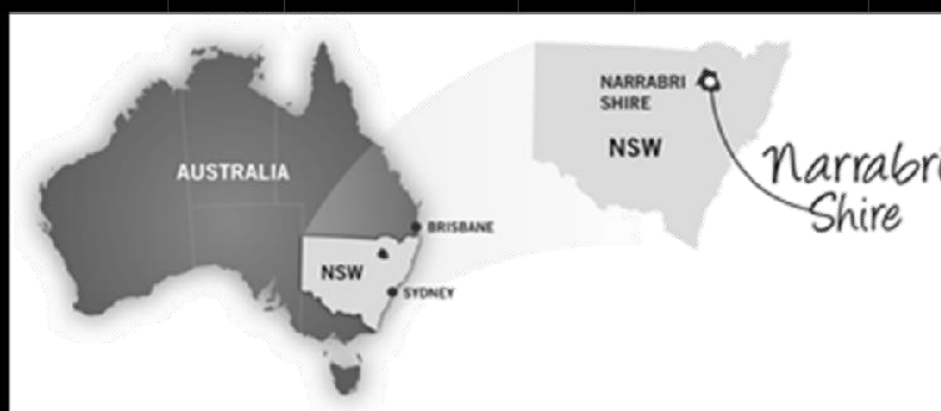 AUSTRALIA
BRISBANE
NSW
SYDNEY
NARRABRI
SHIRE
NSW
Narrabri
Shire